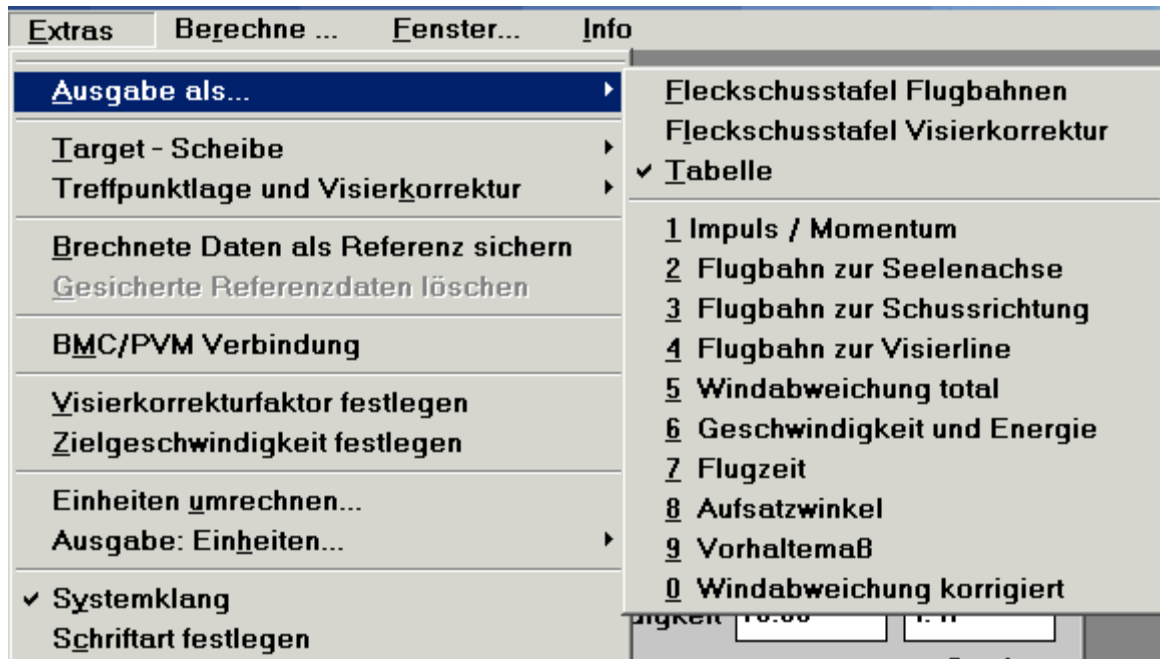 Extras Berechne ... Fenster... Info
Ausgabe als...
Target - Scheibe
Treffpunktlage und Visierkorrektur
Brechnete Daten als Referenz sichern
Gesicherte Referenzdaten löschen
BMC/PVM Verbindung
Visierkorrekturfaktor festlegen
Zielgeschwindigkeit festlegen
Einheiten umrechnen...
Ausgabe: Einheiten...
Systemklang
Schriftart festlegen
Fleckschusstafel Flugbahnen
Fleckschusstafel Visierkorrektur
Tabelle
1 Impuls / Momentum
2 Flugbahn zur Seelenachse
3 Flugbahn zur Schussrichtung
4 Flugbahn zur Visierline
5 Windabweichung total
6 Geschwindigkeit und Energie
7 Flugzeit
8 Aufsatzwinkel
9 Vorhaltemaß
0 Windabweichung korrigiert